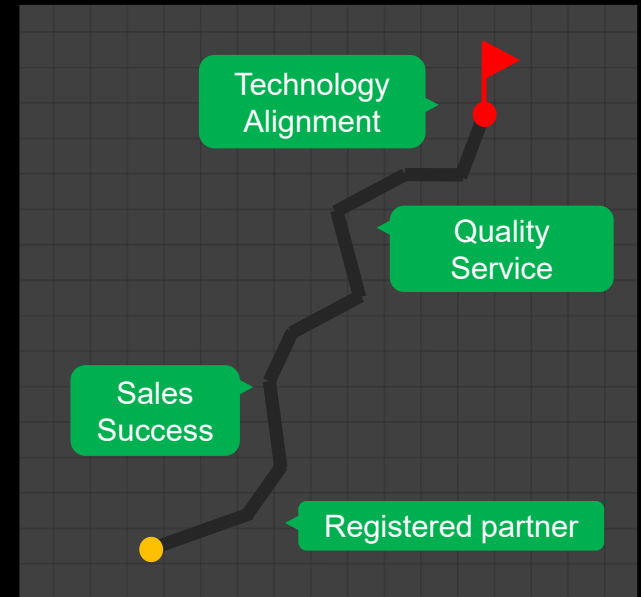 Technology
Alignment
Quality
Service
Sales
Success
Registered partner